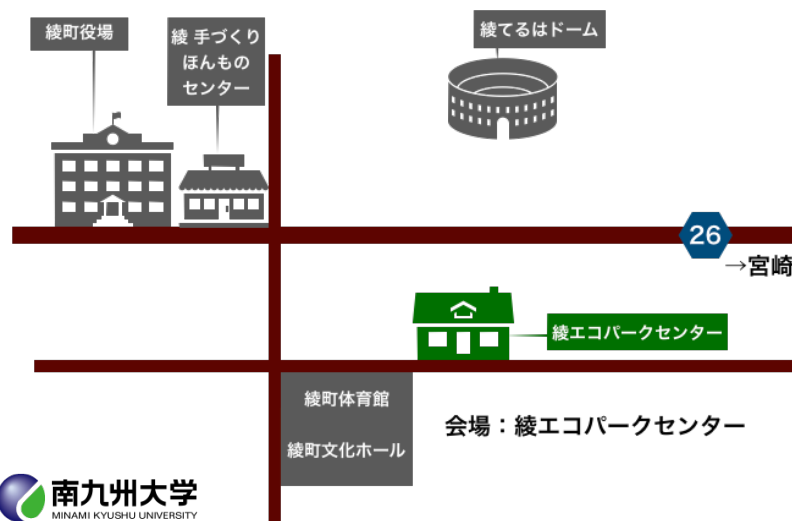 綾町役場
綾 手づくり
ほんもの
センター
綾てるはドーム
26
→宮崎
綾エコパークセンター
綾町体育館
綾町文化ホール
会場：綾エコパークセンター
南九州大学
MINAMI KYUSHU UNIVERSITY